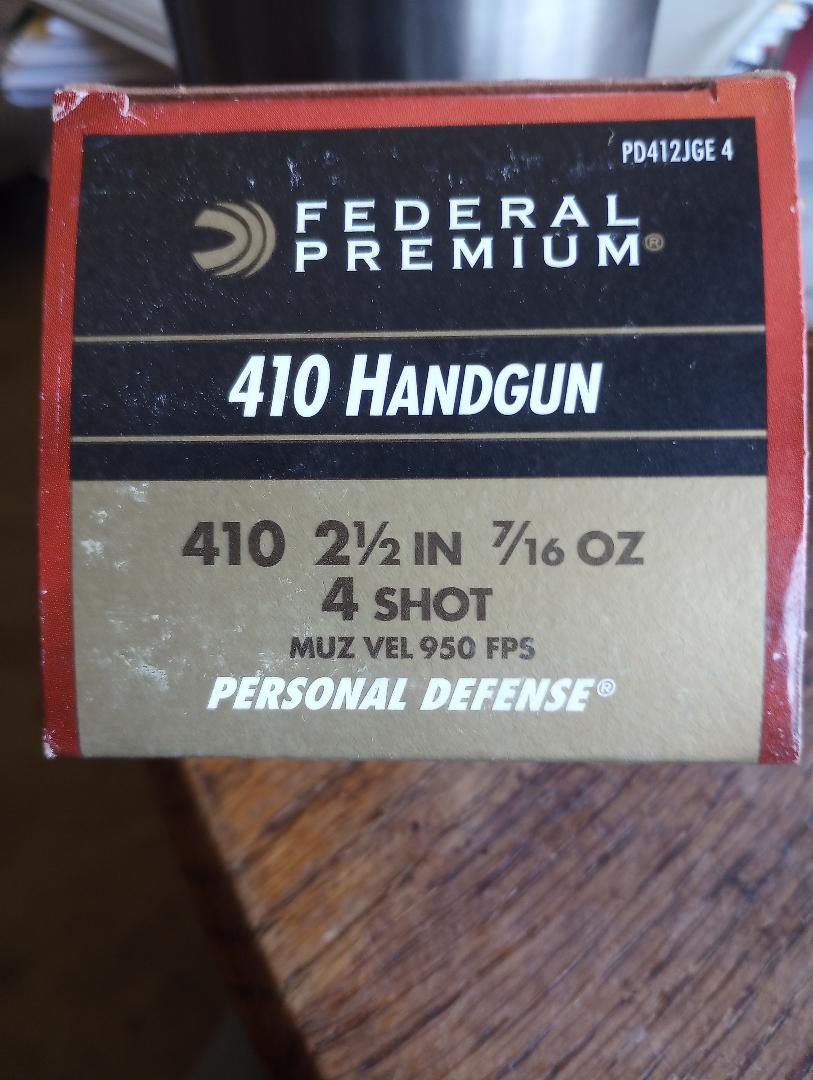 PD412JGE 4
FEDERAL
PREMIUM®
410 HANDGUN
410 2½ IN 7/16 OZ
4 SHOT
MUZ VEL 950 FPS
PERSONAL DEFENSE®